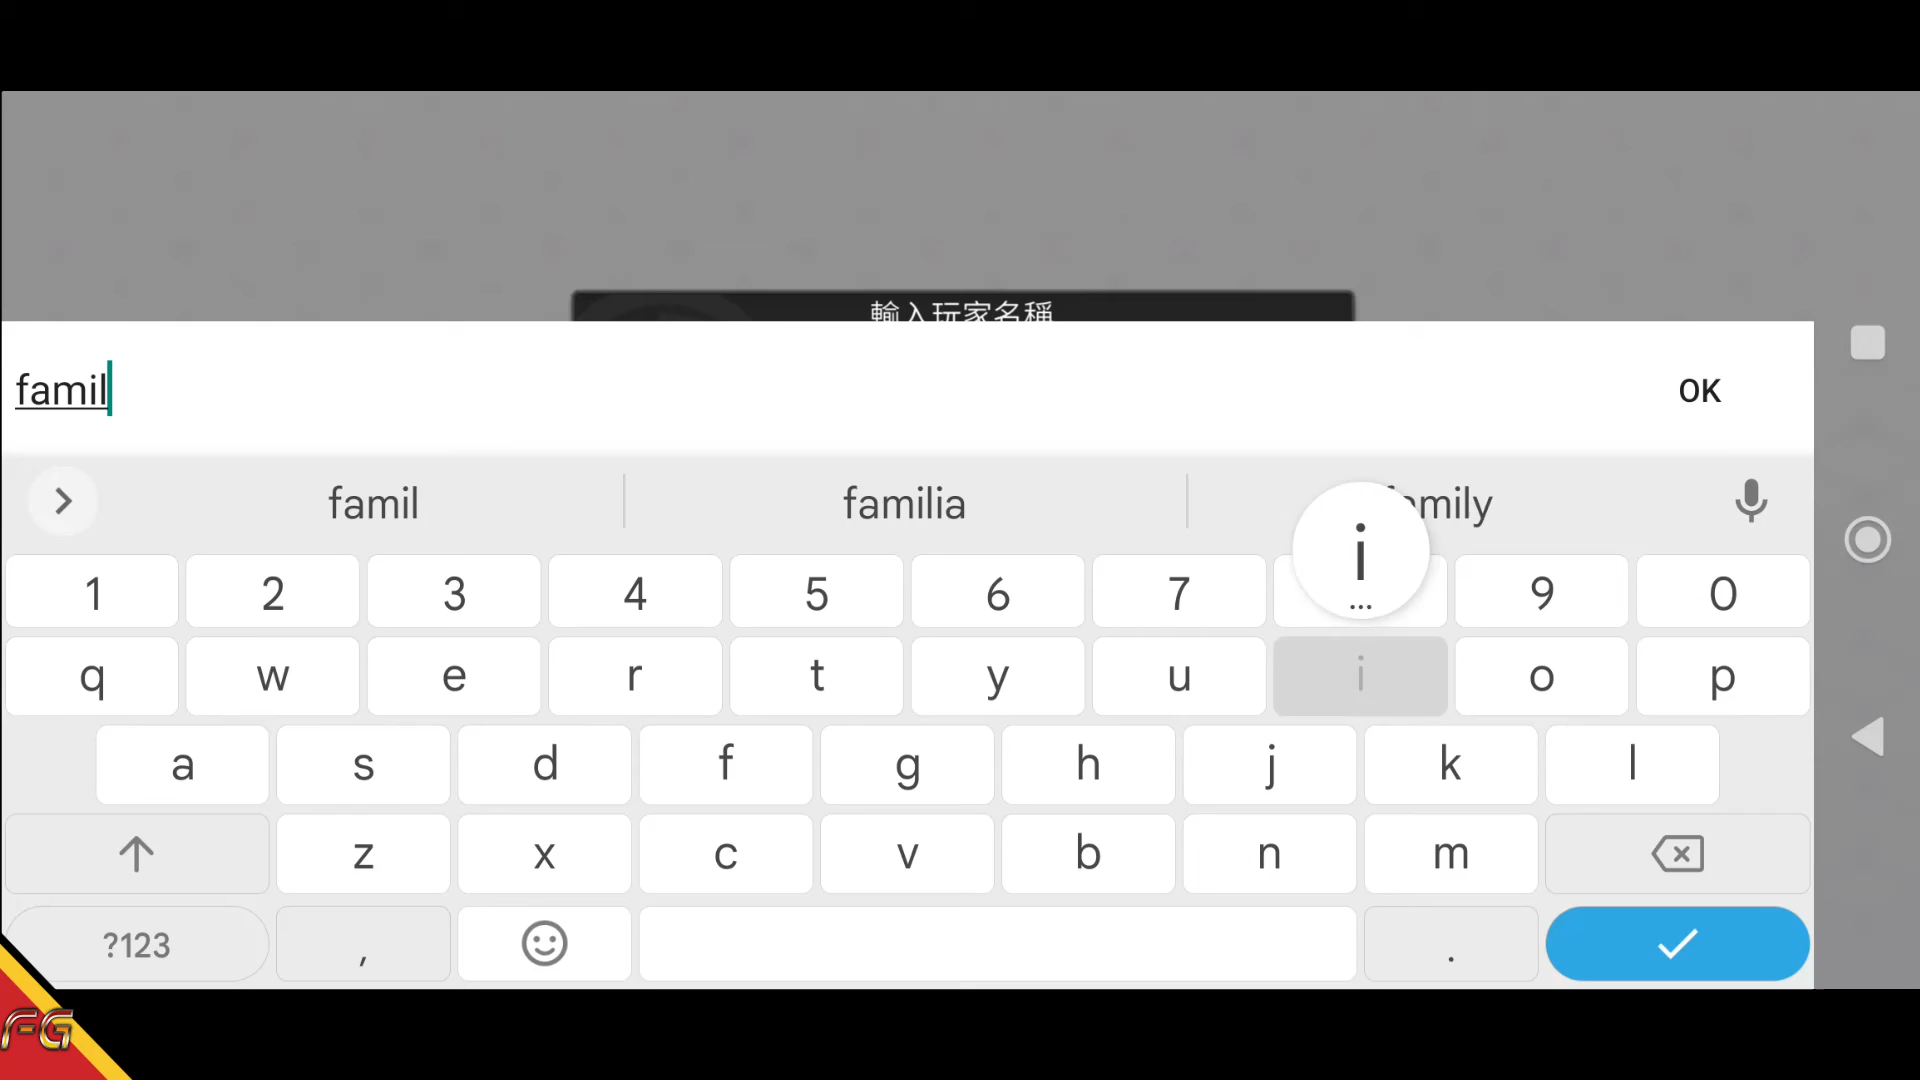 輸入玩家名稱
famil
OK
famil familia family
i
1 2 3 4 5 6 7 9 0
q w e r t y u i o p
a s d f g h j k l
z x c v b n m
?123 , .
FG